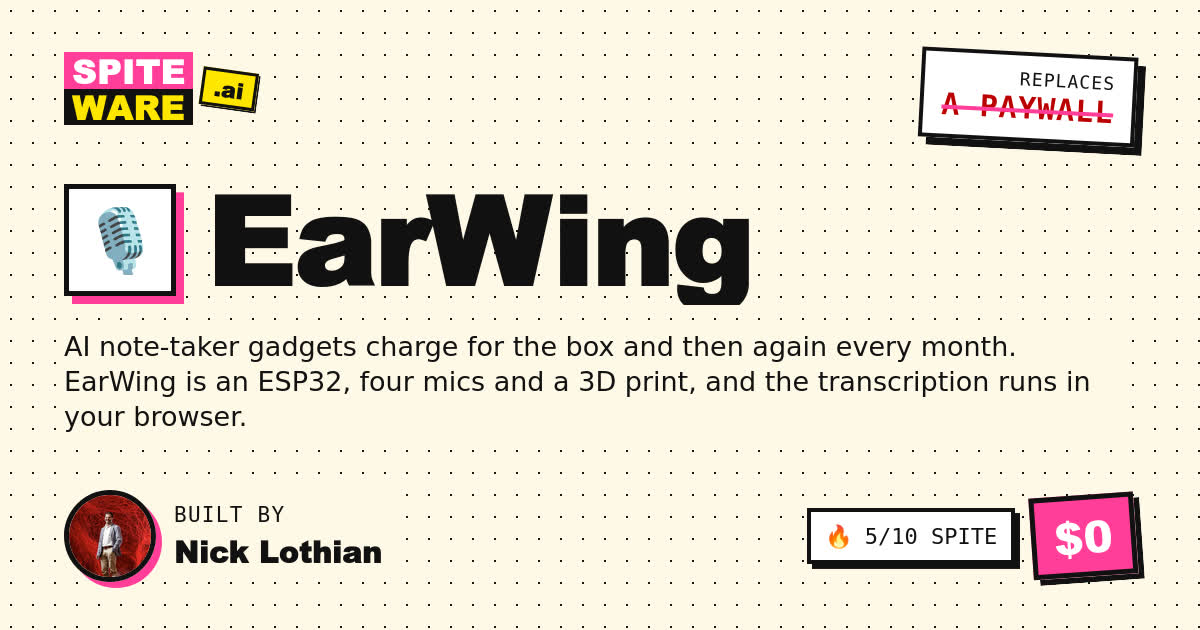 SPITE
WARE
.ai
REPLACES
A PAYWALL
EarWing
AI note-taker gadgets charge for the box and then again every month.
EarWing is an ESP32, four mics and a 3D print, and the transcription runs in
your browser.
BUILT BY
Nick Lothian
🔥 5/10 SPITE
$0